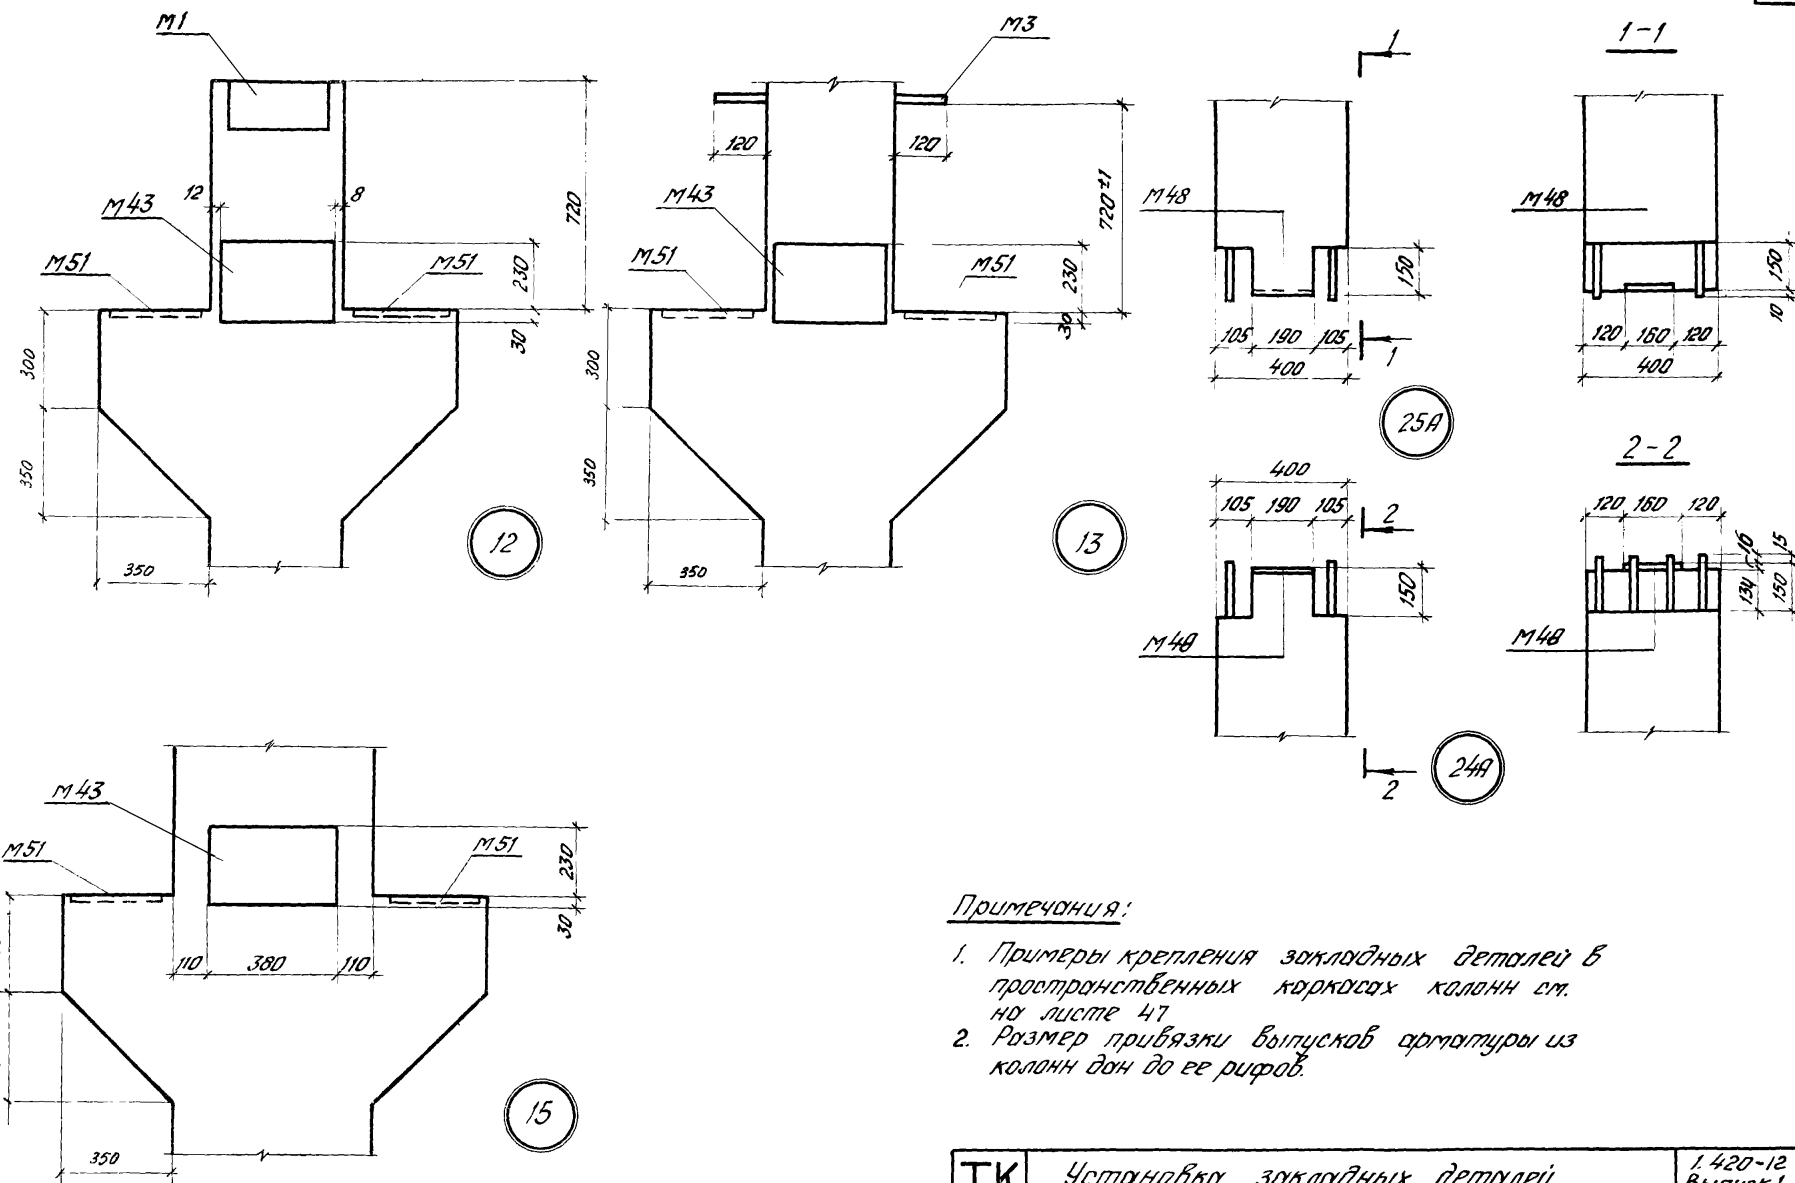 М1
12
8
М43
М51
М51
720
230
30
300
350
350
12
М3
120
120
М43
М51
М51
720±1
230
30
300
350
350
13
1
М48
150
105 190 105
400
1
25А
1-1
М48
150
10
120 160 120
400
400
105 190 105
2
150
М48
2
24А
2-2
120 160 120
16
15
134
150
М48
М43
М51
М51
230
30
110 380 110
350
15
Примечания:
1. Примеры крепления закладных деталей в
пространственных каркасах колонн см.
на листе 47
2. Размер привязки выпусков арматуры из
колонн дан до ее рифов.
ТК
Установка закладных деталей
1.420-12
Выпуск 1